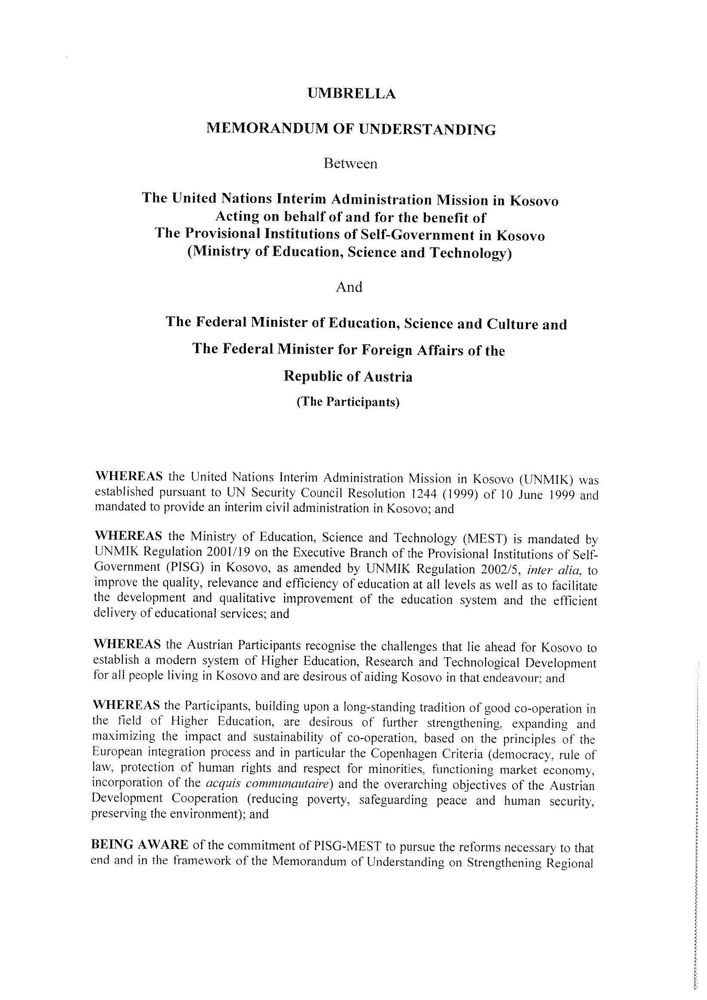 UMBRELLA
MEMORANDUM OF UNDERSTANDING
Between
The United Nations Interim Administration Mission in Kosovo
Acting on behalf of and for the benefit of
The Provisional Institutions of Self-Government in Kosovo
(Ministry of Education, Science and Technology)
And
The Federal Minister of Education, Science and Culture and
The Federal Minister for Foreign Affairs of the
Republic of Austria
(The Participants)
WHEREAS the United Nations Interim Administration Mission in Kosovo (UNMIK) was
established pursuant to UN Security Council Resolution 1244 (1999) of 10 June 1999 and
mandated to provide an interim civil administration in Kosovo; and
WHEREAS the Ministry of Education, Science and Technology (MEST) is mandated by
UNMIK Regulation 2001/19 on the Executive Branch of the Provisional Institutions of Self-
Government (PISG) in Kosovo, as amended by UNMIK Regulation 2002/5, inter alia, to
improve the quality, relevance and efficiency of education at all levels as well as to facilitate
the development and qualitative improvement of the education system and the efficient
delivery of educational services; and
WHEREAS the Austrian Participants recognise the challenges that lie ahead for Kosovo to
establish a modern system of Higher Education, Research and Technological Development
for all people living in Kosovo and are desirous of aiding Kosovo in that endeavour; and
WHEREAS the Participants, building upon a long-standing tradition of good co-operation in
the field of Higher Education, are desirous of further strengthening, expanding and
maximizing the impact and sustainability of co-operation, based on the principles of the
European integration process and in particular the Copenhagen Criteria (democracy, rule of
law, protection of human rights and respect for minorities, functioning market economy,
incorporation of the acquis communautaire) and the overarching objectives of the Austrian
Development Cooperation (reducing poverty, safeguarding peace and human security,
preserving the environment); and
BEING AWARE of the commitment of PISG-MEST to pursue the reforms necessary to that
end and in the framework of the Memorandum of Understanding on Strengthening Regional